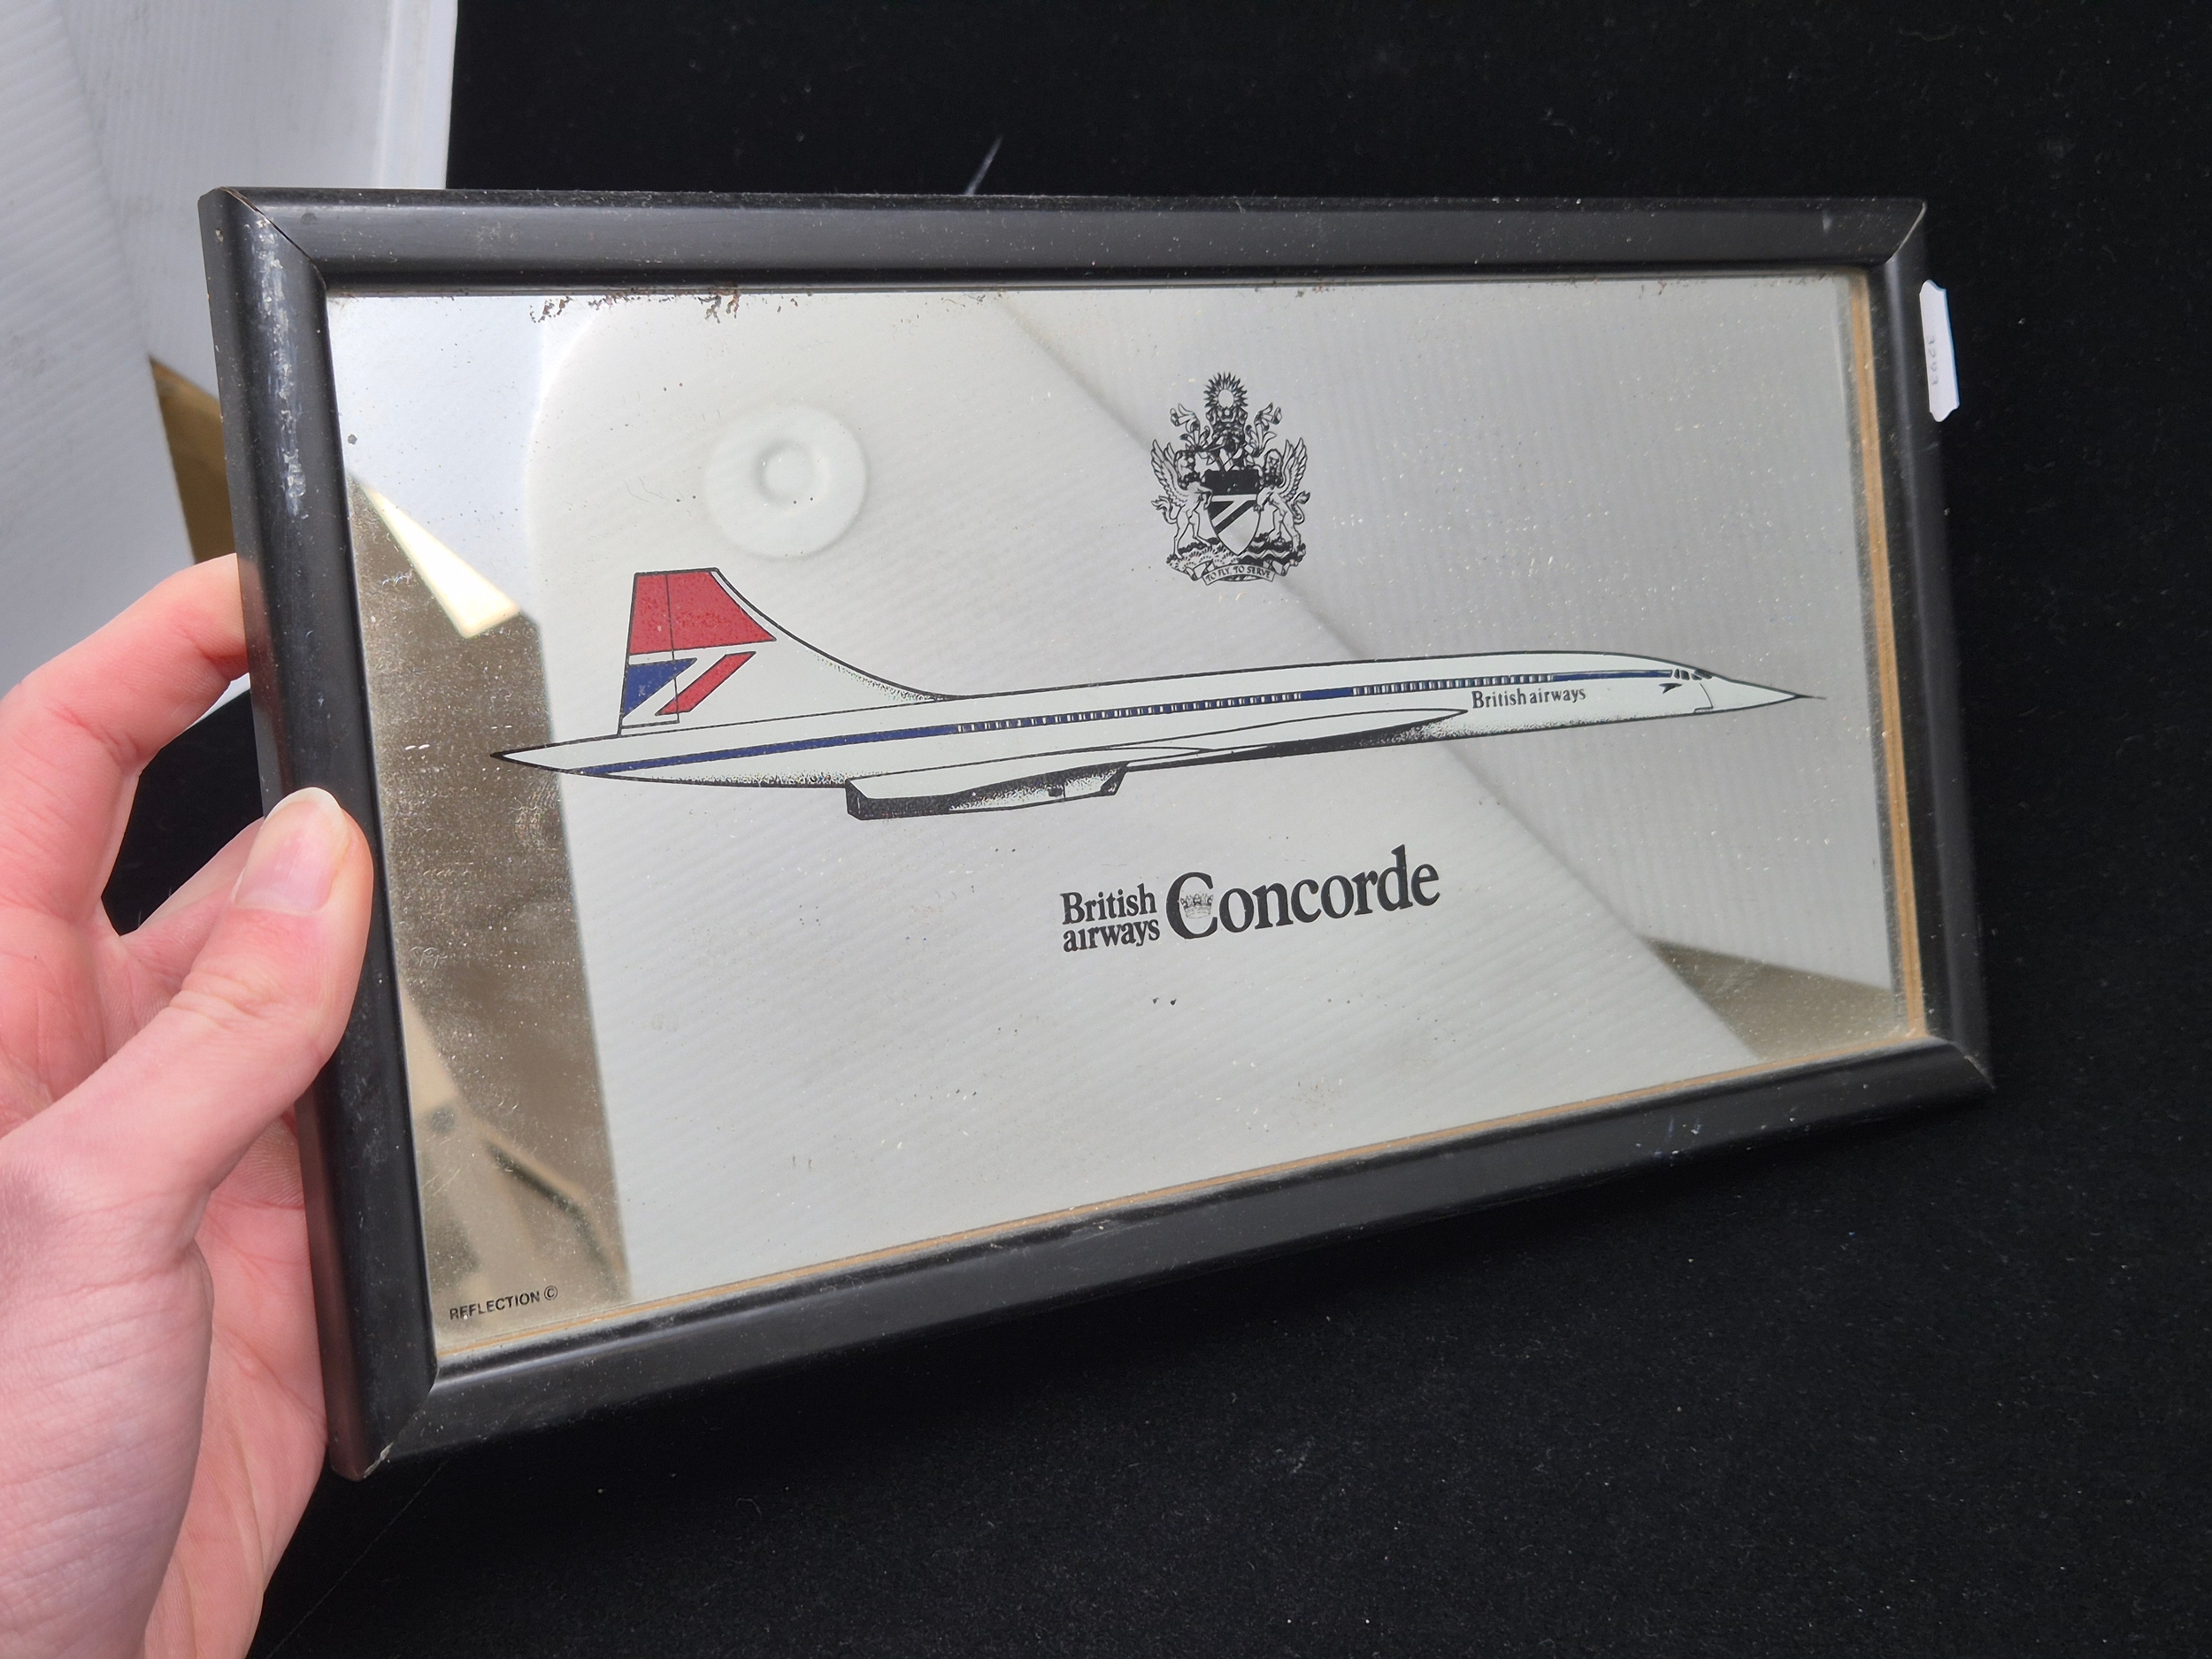 TO FLY. TO SERVE
British airways
British
airways
Concorde
REFLECTION ©